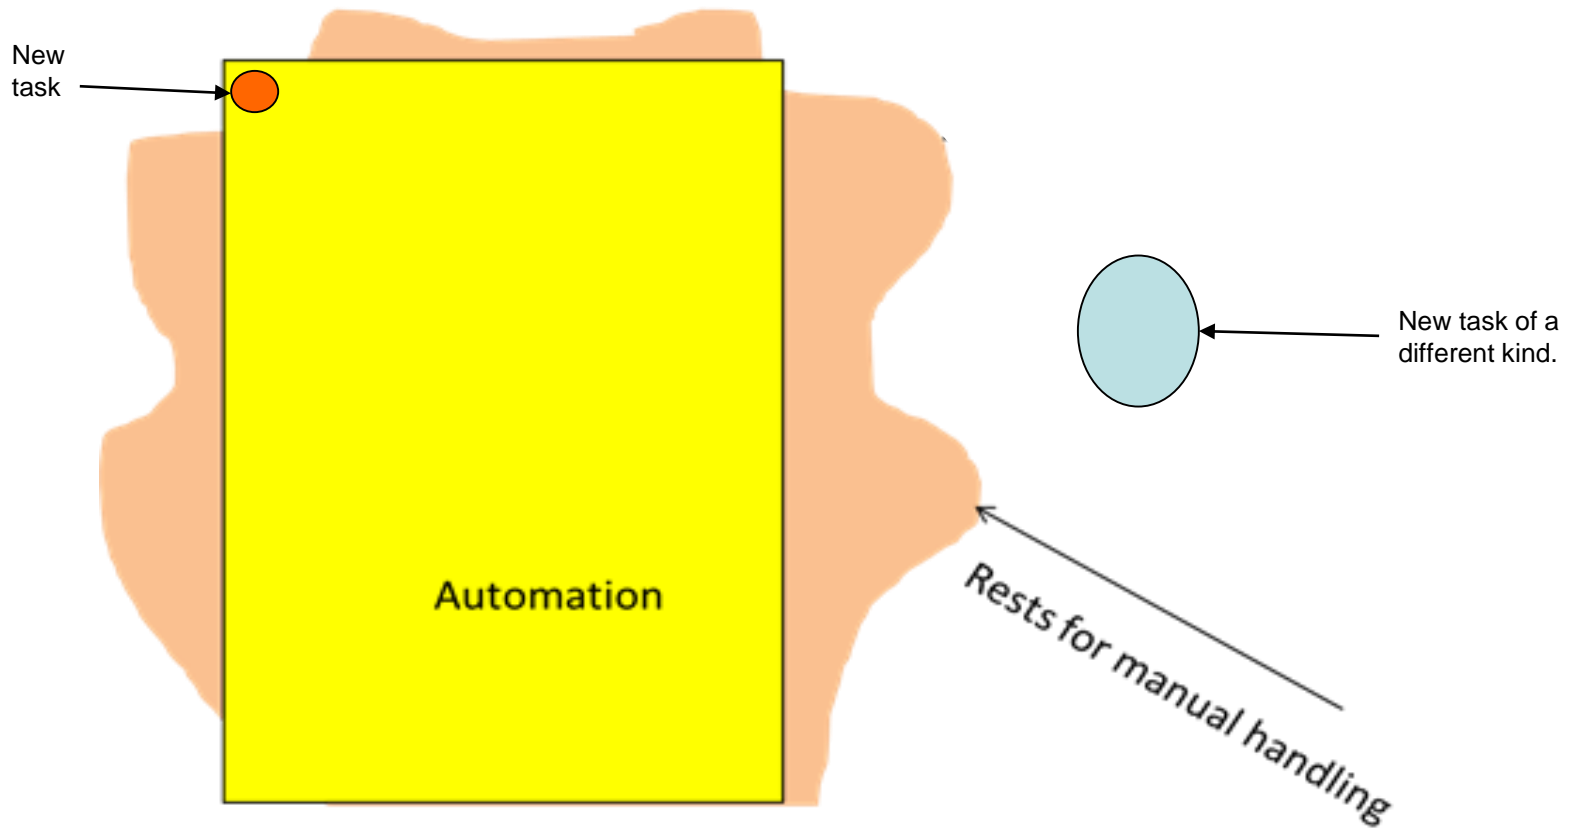 New
task
New task of a
different kind.
Automation
Rests for manual handling